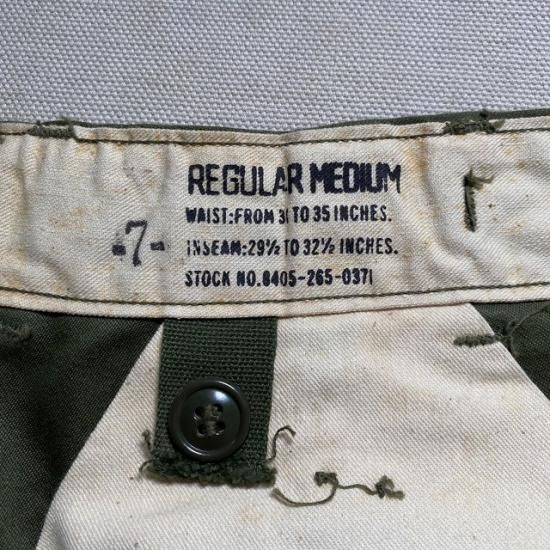 REGULAR MEDIUM
WAIST: FROM 31 TO 35 INCHES.
-7-
INSEAM: 29½ TO 32½ INCHES.
STOCK NO. 8405-265-0371